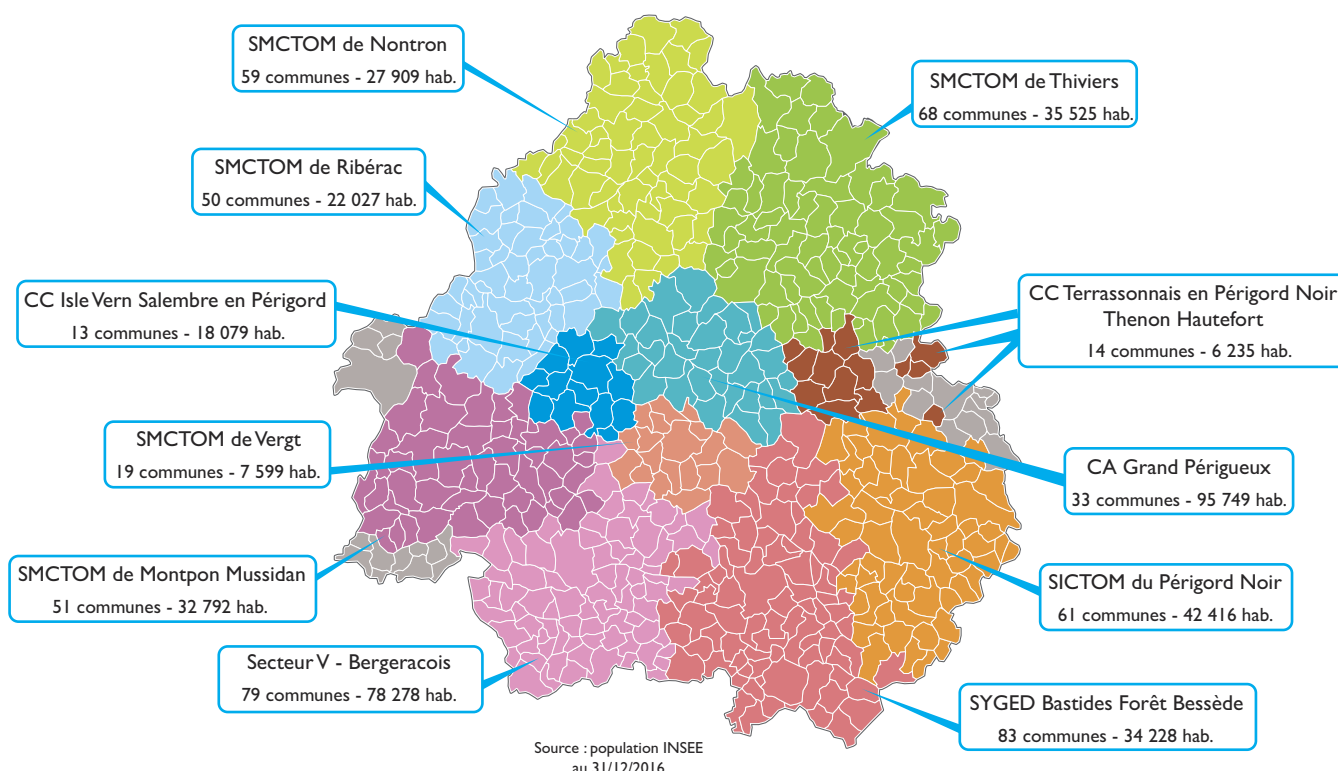 SMCTOM de Nontron
59 communes - 27 909 hab.
SMCTOM de Thiviers
68 communes - 35 525 hab.
SMCTOM de Ribérac
50 communes - 22 027 hab.
CC Isle Vern Salembre en Périgord
13 communes - 18 079 hab.
CC Terrassonnais en Périgord Noir
Thenon Hautefort
14 communes - 6 235 hab.
SMCTOM de Vergt
19 communes - 7 599 hab.
CA Grand Périgueux
33 communes - 95 749 hab.
SMCTOM de Montpon Mussidan
51 communes - 32 792 hab.
SICTOM du Périgord Noir
61 communes - 42 416 hab.
Secteur V - Bergeracois
79 communes - 78 278 hab.
SYGED Bastides Forêt Bessède
83 communes - 34 228 hab.
Source : population INSEE
au 31/12/2016